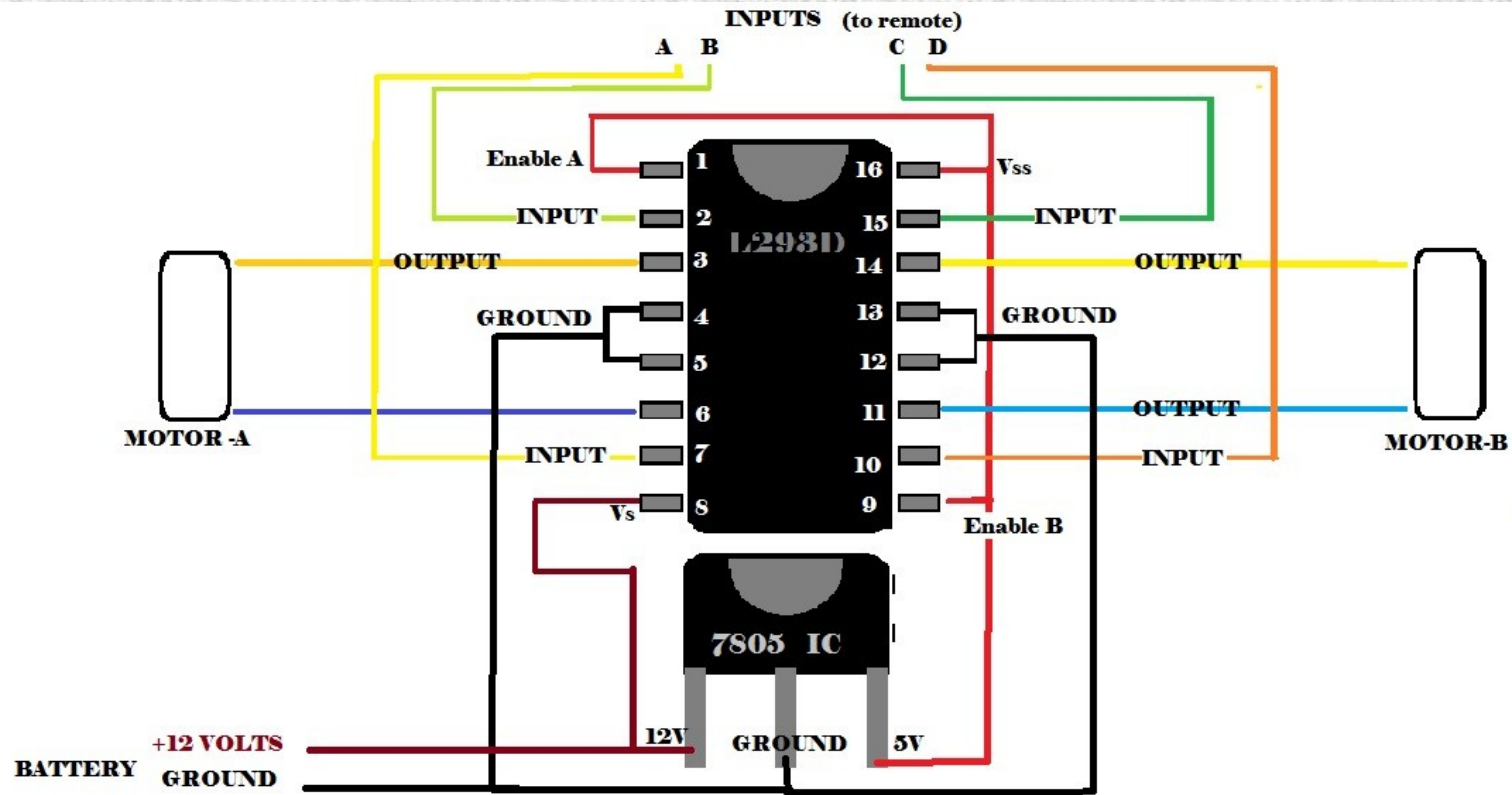 INPUTS (to remote)
A B C D
Enable A
1 16 Vss
INPUT 2 15 INPUT
L293D
OUTPUT 3 14 OUTPUT
GROUND 4 13 GROUND
5 12
6 11 OUTPUT
MOTOR -A
MOTOR-B
INPUT 7 10 INPUT
Vs 8 9
Enable B
7805 IC
+12 VOLTS 12V GROUND 5V
BATTERY
GROUND